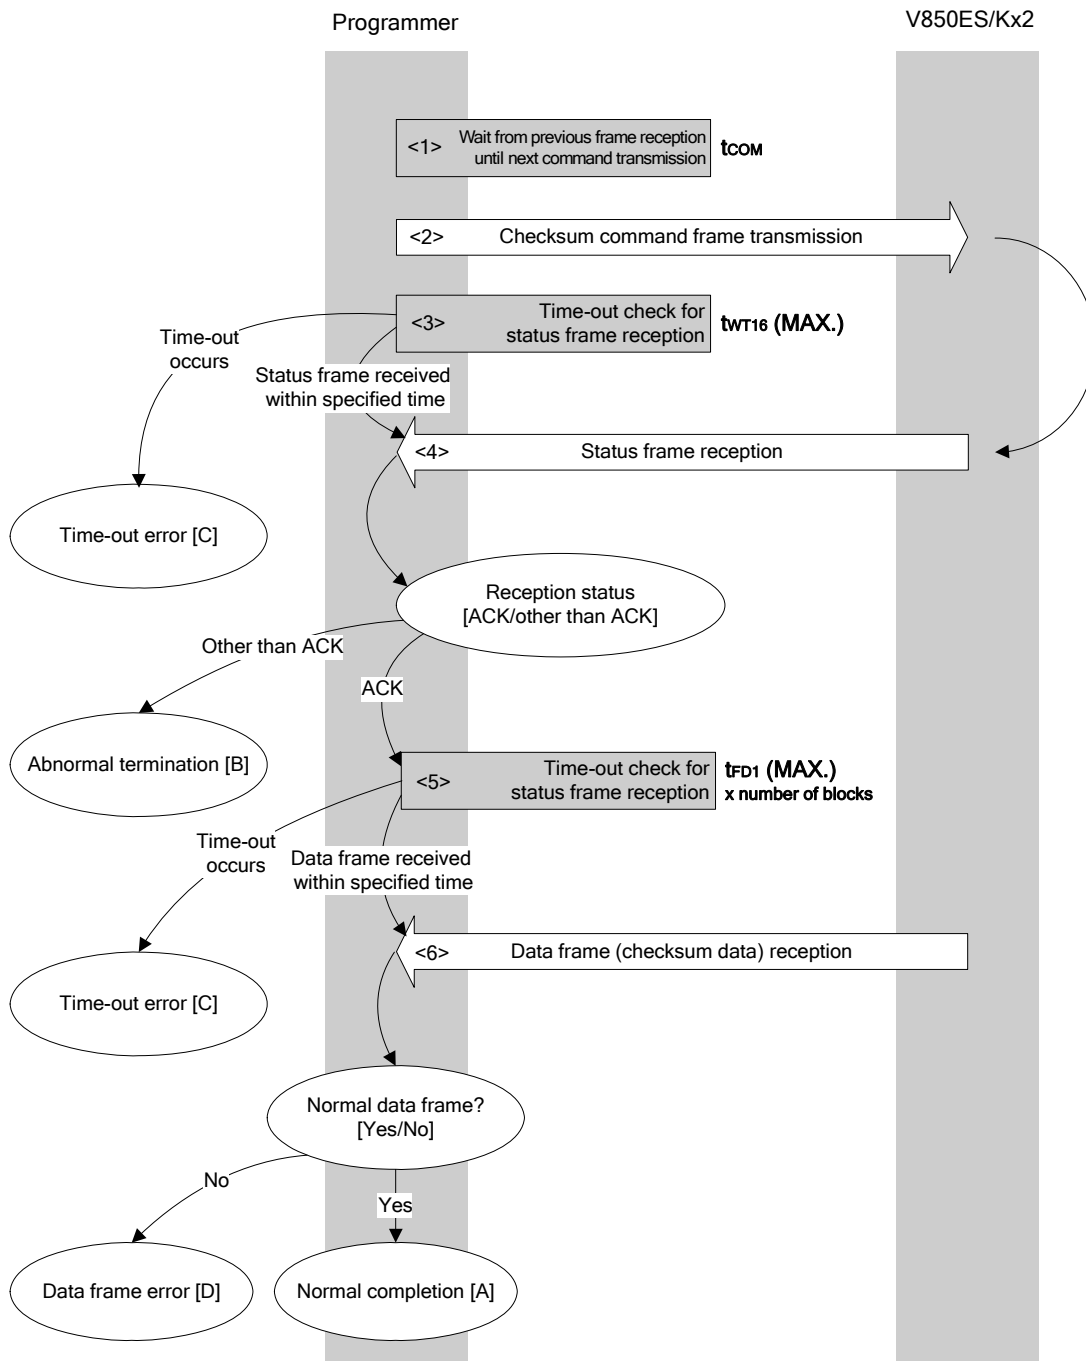 Programmer
V850ES/Kx2
<1>
Wait from previous frame reception
until next command transmission
tCOM
<2>
Checksum command frame transmission
<3>
Time-out check for
status frame reception
tWT16 (MAX.)
Time-out
occurs
Status frame received
within specified time
<4>
Status frame reception
Time-out error [C]
Reception status
[ACK/other than ACK]
Other than ACK
ACK
Abnormal termination [B]
<5>
Time-out check for
status frame reception
tFD1 (MAX.)
x number of blocks
Time-out
occurs
Data frame received
within specified time
<6>
Data frame (checksum data) reception
Time-out error [C]
Normal data frame?
[Yes/No]
No
Yes
Data frame error [D]
Normal completion [A]